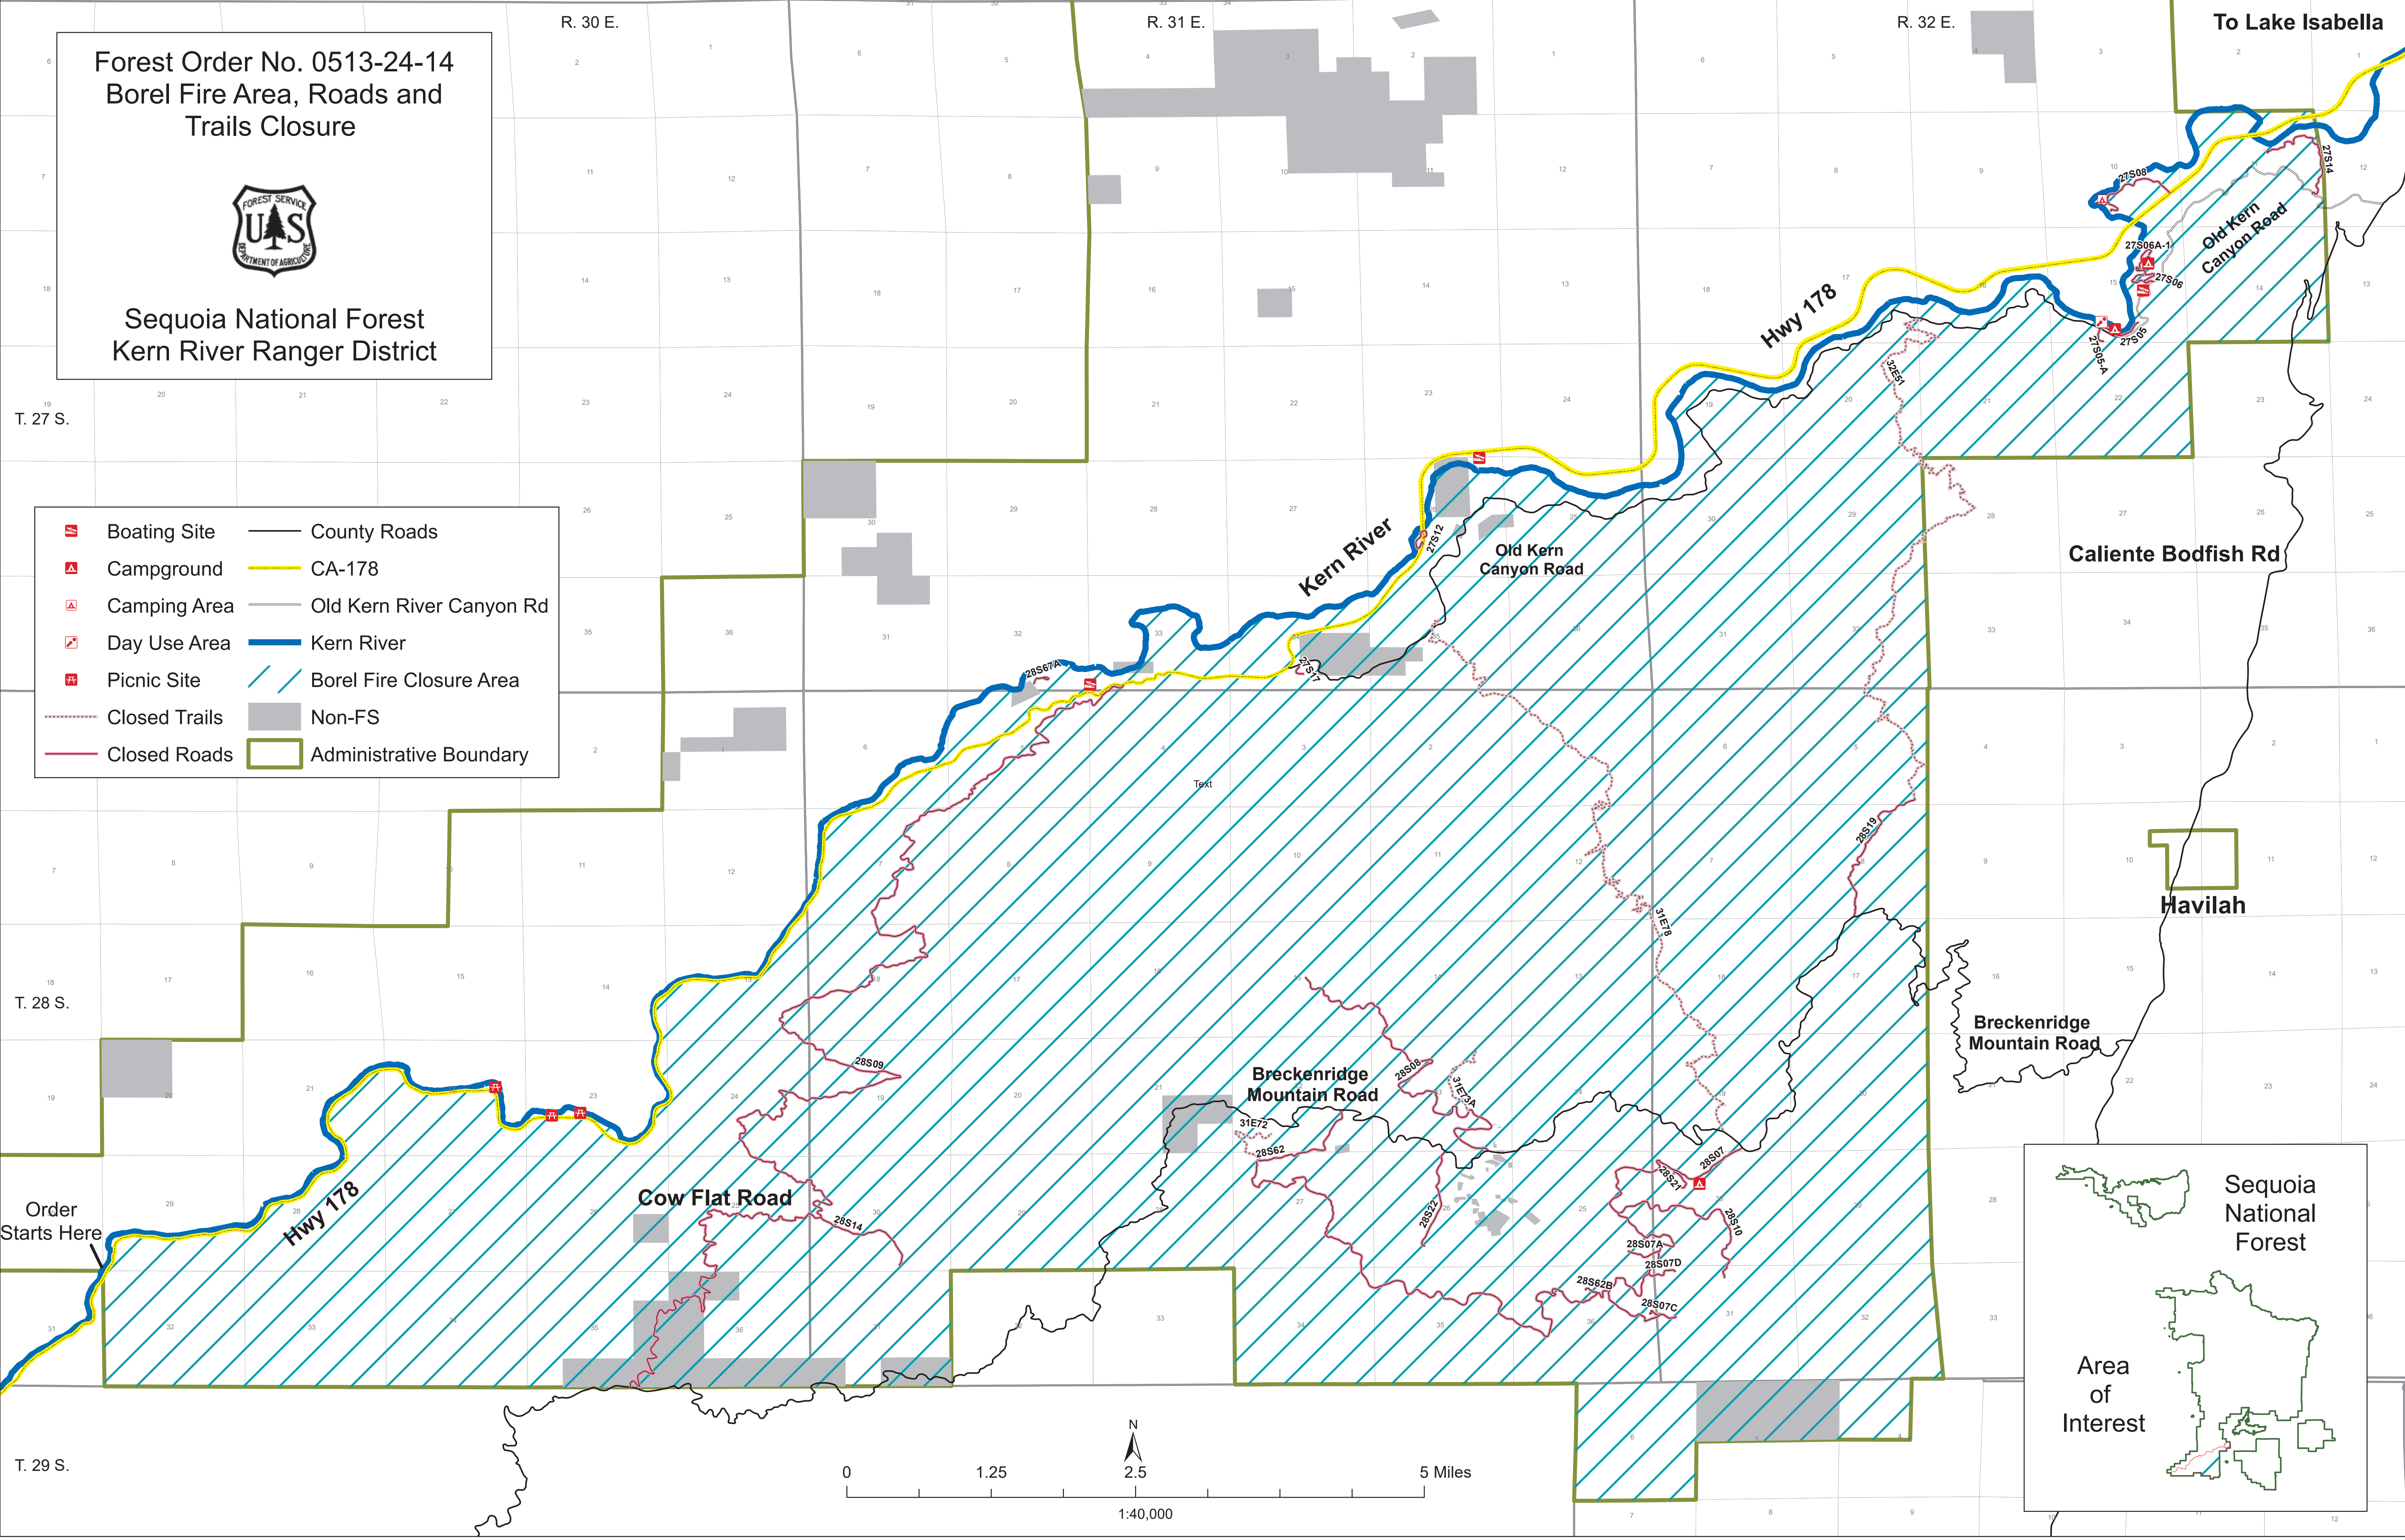 R. 30 E.
R. 31 E.
R. 32 E.
To Lake Isabella
Forest Order No. 0513-24-14
Borel Fire Area, Roads and
Trails Closure
FOREST SERVICE
U S
DEPARTMENT OF AGRICULTURE
Sequoia National Forest
Kern River Ranger District
T. 27 S.
Boating Site
County Roads
Campground
CA-178
Camping Area
Old Kern River Canyon Rd
Day Use Area
Kern River
Picnic Site
Borel Fire Closure Area
Closed Trails
Non-FS
Closed Roads
Administrative Boundary
27S14
27S08
Old Kern
Canyon Road
27S06A-1
27S06
27S05
27S05-A
Hwy 178
32E51
Kern River
27S12
Old Kern
Canyon Road
Caliente Bodfish Rd
28S67A
27S17
Text
28S19
Havilah
31E78
T. 28 S.
Breckenridge
Mountain Road
28S09
Breckenridge
Mountain Road
28S08
31E73A
31E72
28S62
28S07
28S21
28S22
28S10
28S07A
28S07D
28S62B
28S07C
Cow Flat Road
28S14
Hwy 178
Order
Starts Here
Sequoia
National
Forest
Area
of
Interest
T. 29 S.
N
0
1.25
2.5
5 Miles
1:40,000